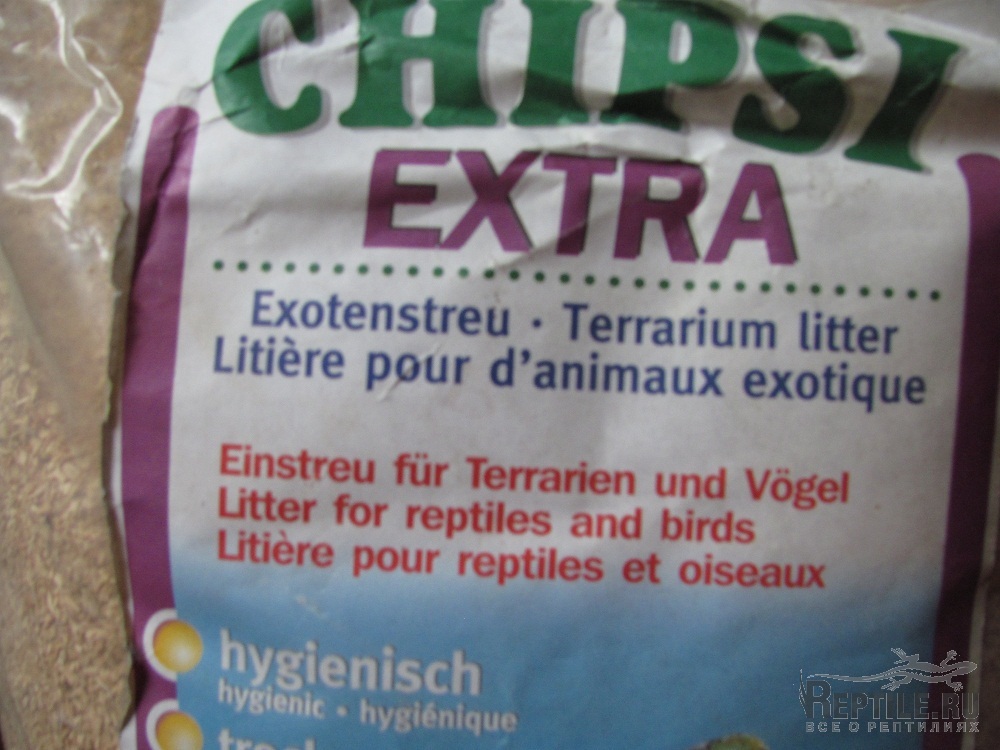 CHIPSI
EXTRA
Exotenstreu · Terrarium litter
Litière pour d'animaux exotique
Einstreu für Terrarien und Vögel
Litter for reptiles and birds
Litière pour reptiles et oiseaux
hygienisch
hygienic · hygiénique
REPTILE.RU
ВСЕ О РЕПТИЛИЯХ